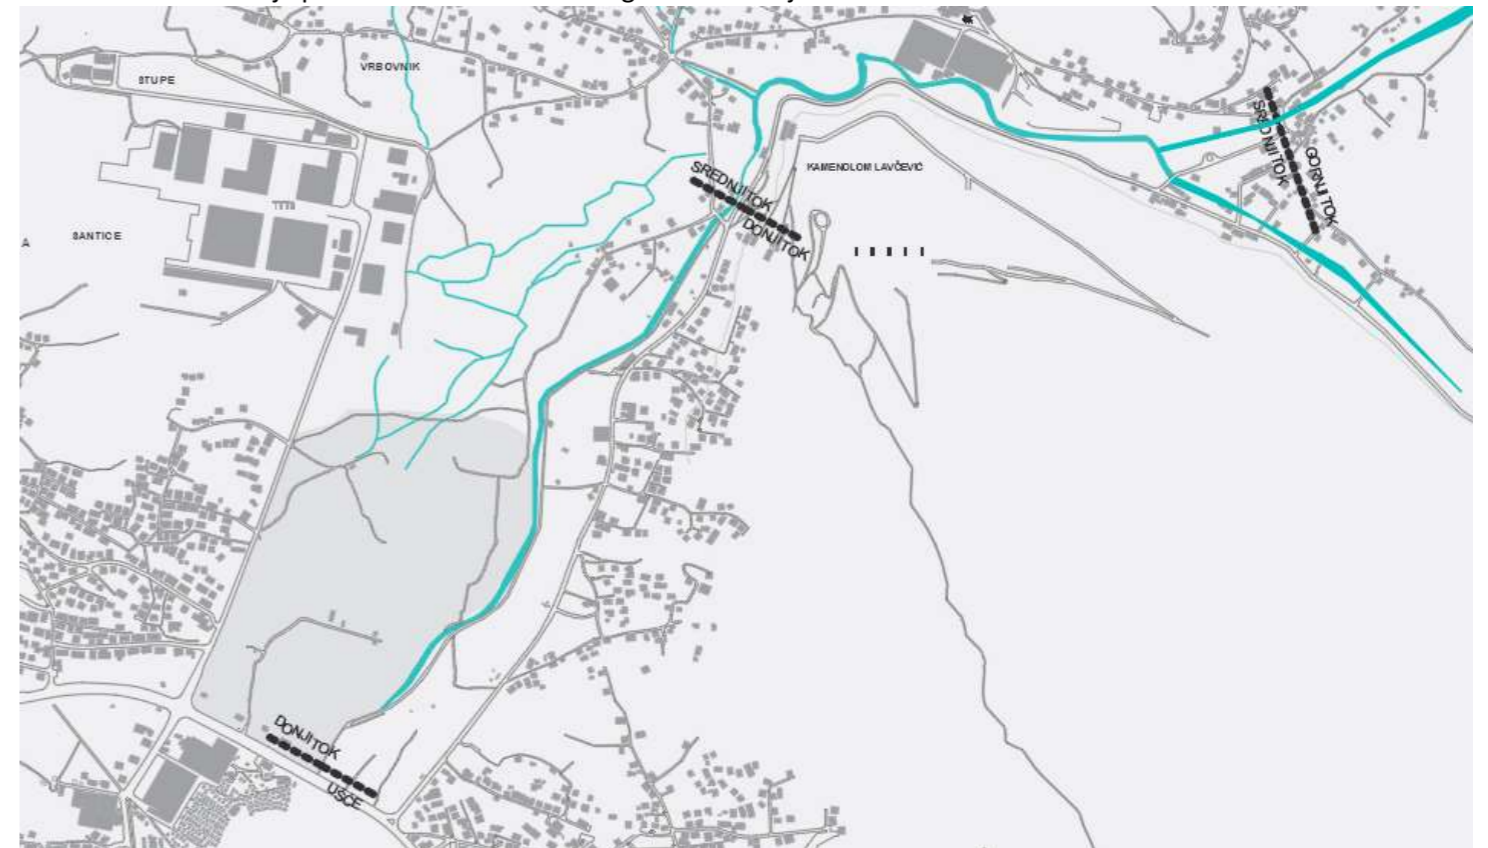 VRBOVNIK
STUPE
KAMENOLOM LAVČEVIĆ
SREDNJI TOK
GORNJI TOK
SREDNJI TOK
DONJI TOK
SANTICE
DONJI TOK
UŠĆE